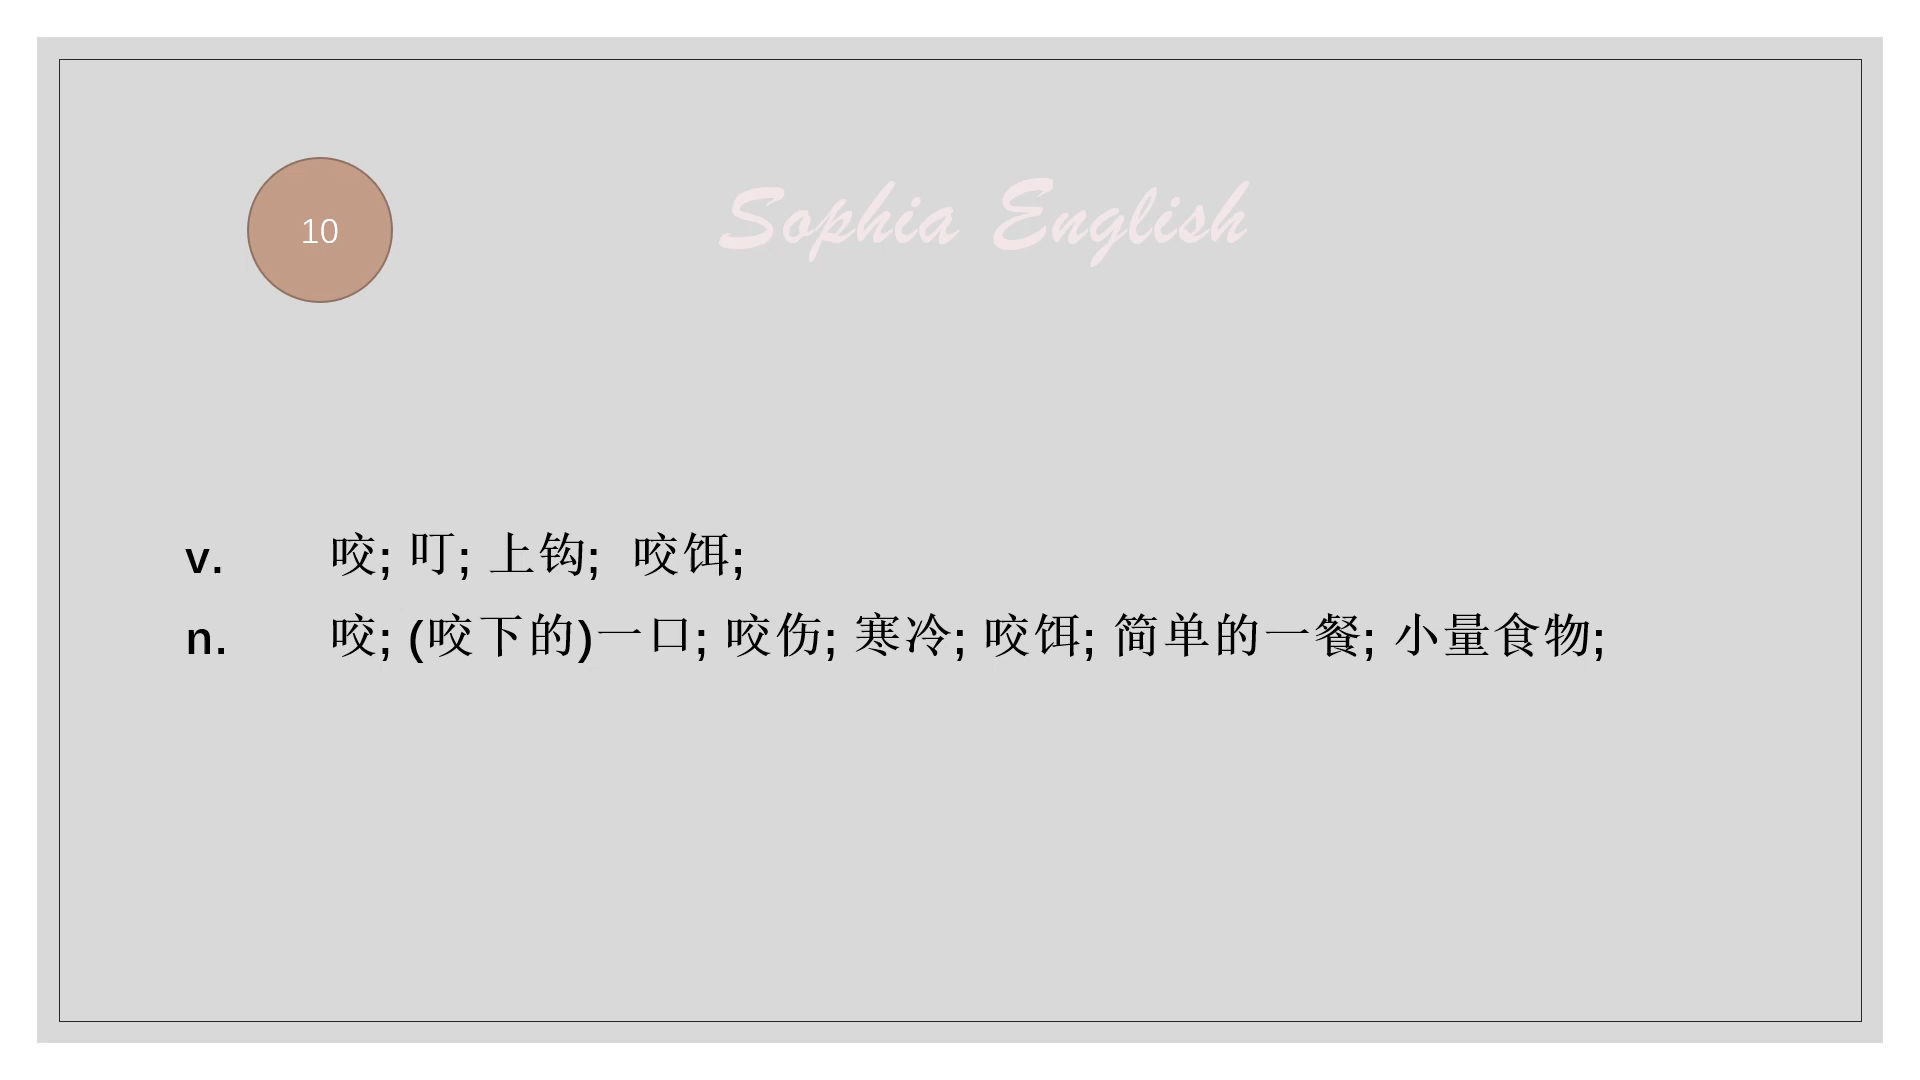 10
Sophia English
v. 咬; 叮; 上钩; 咬饵;
n. 咬; (咬下的)一口; 咬伤; 寒冷; 咬饵; 简单的一餐; 小量食物;